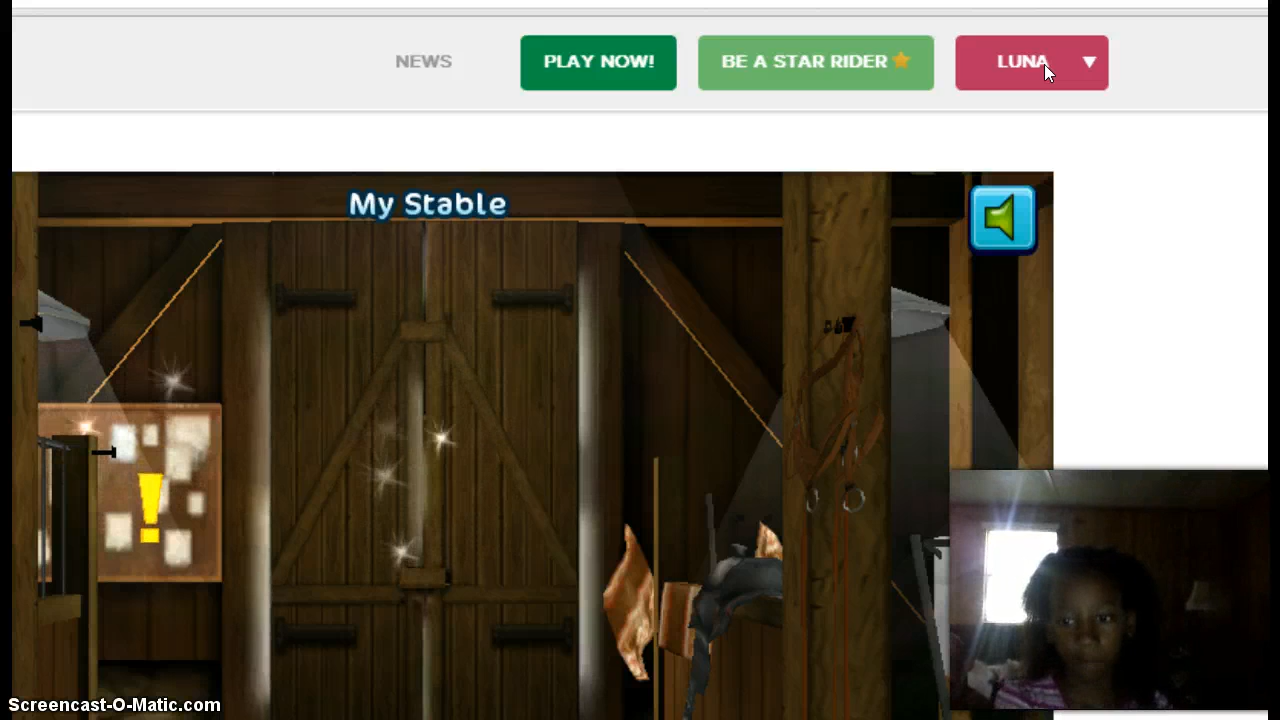 NEWS
PLAY NOW!
BE A STAR RIDER
LUNA
My Stable
!
Screencast-O-Matic.com